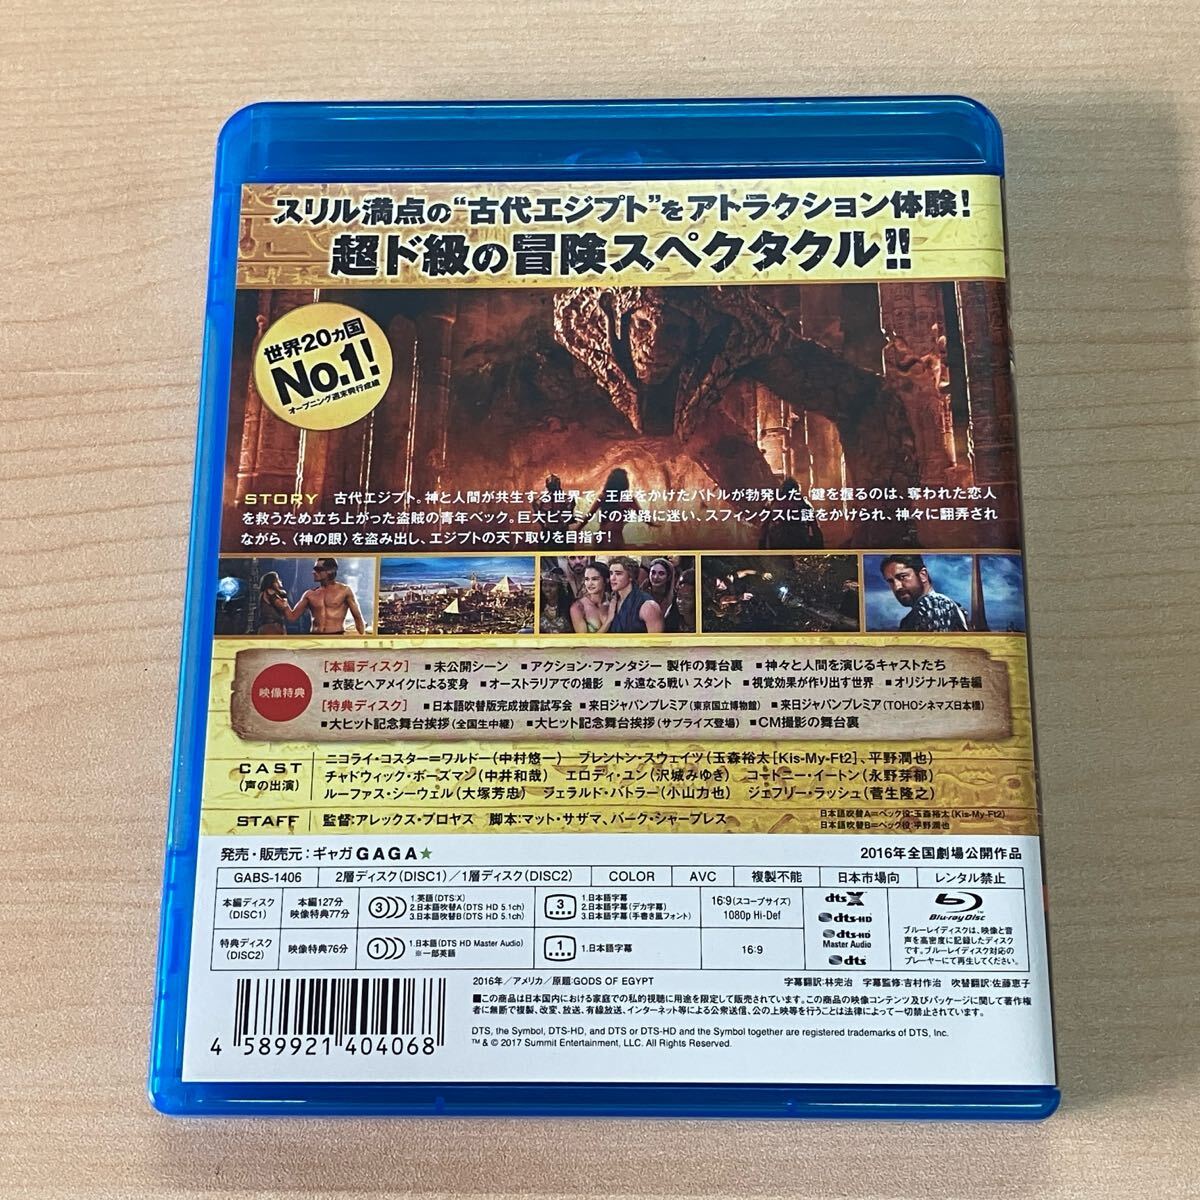 スリル満点の“古代エジプト”をアトラクション体験！
超ド級の冒険スペクタクル!!
世界20ヵ国
No.1!
オープニング週末興行成績
STORY 古代エジプト。神と人間が共生する世界で、王座をかけたバトルが勃発した。鍵を握るのは、奪われた恋人
を救うため立ち上がった盗賊の青年ベック。巨大ピラミッドの迷路に迷い、スフィンクスに謎をかけられ、神々に翻弄され
ながら、〈神の眼〉を盗み出し、エジプトの天下取りを目指す!
映像特典
［本編ディスク］ ■未公開シーン ■アクション・ファンタジー 製作の舞台裏 ■神々と人間を演じるキャストたち
■衣装とヘアメイクによる変身 ■オーストラリアでの撮影 ■永遠なる戦い スタント ■視覚効果が作り出す世界 ■オリジナル予告編
［特典ディスク］ ■日本語吹替版完成披露試写会 ■来日ジャパンプレミア(東京国立博物館) ■来日ジャパンプレミア(TOHOシネマズ日本橋)
■大ヒット記念舞台挨拶(全国生中継) ■大ヒット記念舞台挨拶(サプライズ登場) ■CM撮影の舞台裏
CAST
(声の出演)
ニコライ・コスター＝ワルドー(中村悠一) ブレントン・スウェイツ(玉森裕太[Kis-My-Ft2]、平野潤也)
チャドウィック・ボーズマン(中井和哉) エロディ・ユン(沢城みゆき) コートニー・イートン(永野芽郁)
ルーファス・シーウェル(大塚芳忠) ジェラルド・バトラー(小山力也) ジェフリー・ラッシュ(菅生隆之)
STAFF 監督:アレックス・プロヤス 脚本:マット・サザマ、バーク・シャープレス
日本語吹替A=ベック役:玉森裕太(Kis-My-Ft2)
日本語吹替B=ベック役:平野潤也
発売・販売元:ギャガ GAGA★
2016年全国劇場公開作品
GABS-1406 2層ディスク(DISC1)／1層ディスク(DISC2) COLOR AVC 複製不能 日本市場向 レンタル禁止
本編ディスク
(DISC1)
本編127分
映像特典77分
3
1.英語(DTS:X)
2.日本語吹替A(DTS HD 5.1ch)
3.日本語吹替B(DTS HD 5.1ch)
3
1.日本語字幕
2.日本語字幕(デカ字幕)
3.日本語字幕(手書き風フォント)
16:9(スコープサイズ)
1080p Hi-Def
特典ディスク
(DISC2)
映像特典76分
1
1.日本語(DTS HD Master Audio)
※一部英語
1
1.日本語字幕
16:9
dts X
dts-HD
dts-HD
Master Audio
dts
Blu-ray Disc
ブルーレイディスクは、映像と音
声を高密度に記録したディスク
です。ブルーレイディスク対応の
プレーヤーにて再生してください。
2016年／アメリカ／原題:GODS OF EGYPT
字幕翻訳:林完治 字幕監修:吉村作治 吹替翻訳:佐藤恵子
■この商品は日本国内における家庭での私的視聴に用途を限定して販売されています。この商品の映像コンテンツ及びパッケージに関して著作権
者に無断で複製、改変、放送、有線放送、インターネット等による公衆送信、公の上映等を行うことは法律によって一切禁止されています。
DTS, the Symbol, DTS-HD, and DTS or DTS-HD and the Symbol together are registered trademarks of DTS, Inc.
™ & © 2017 Summit Entertainment, LLC. All Rights Reserved.
4 589921 404068